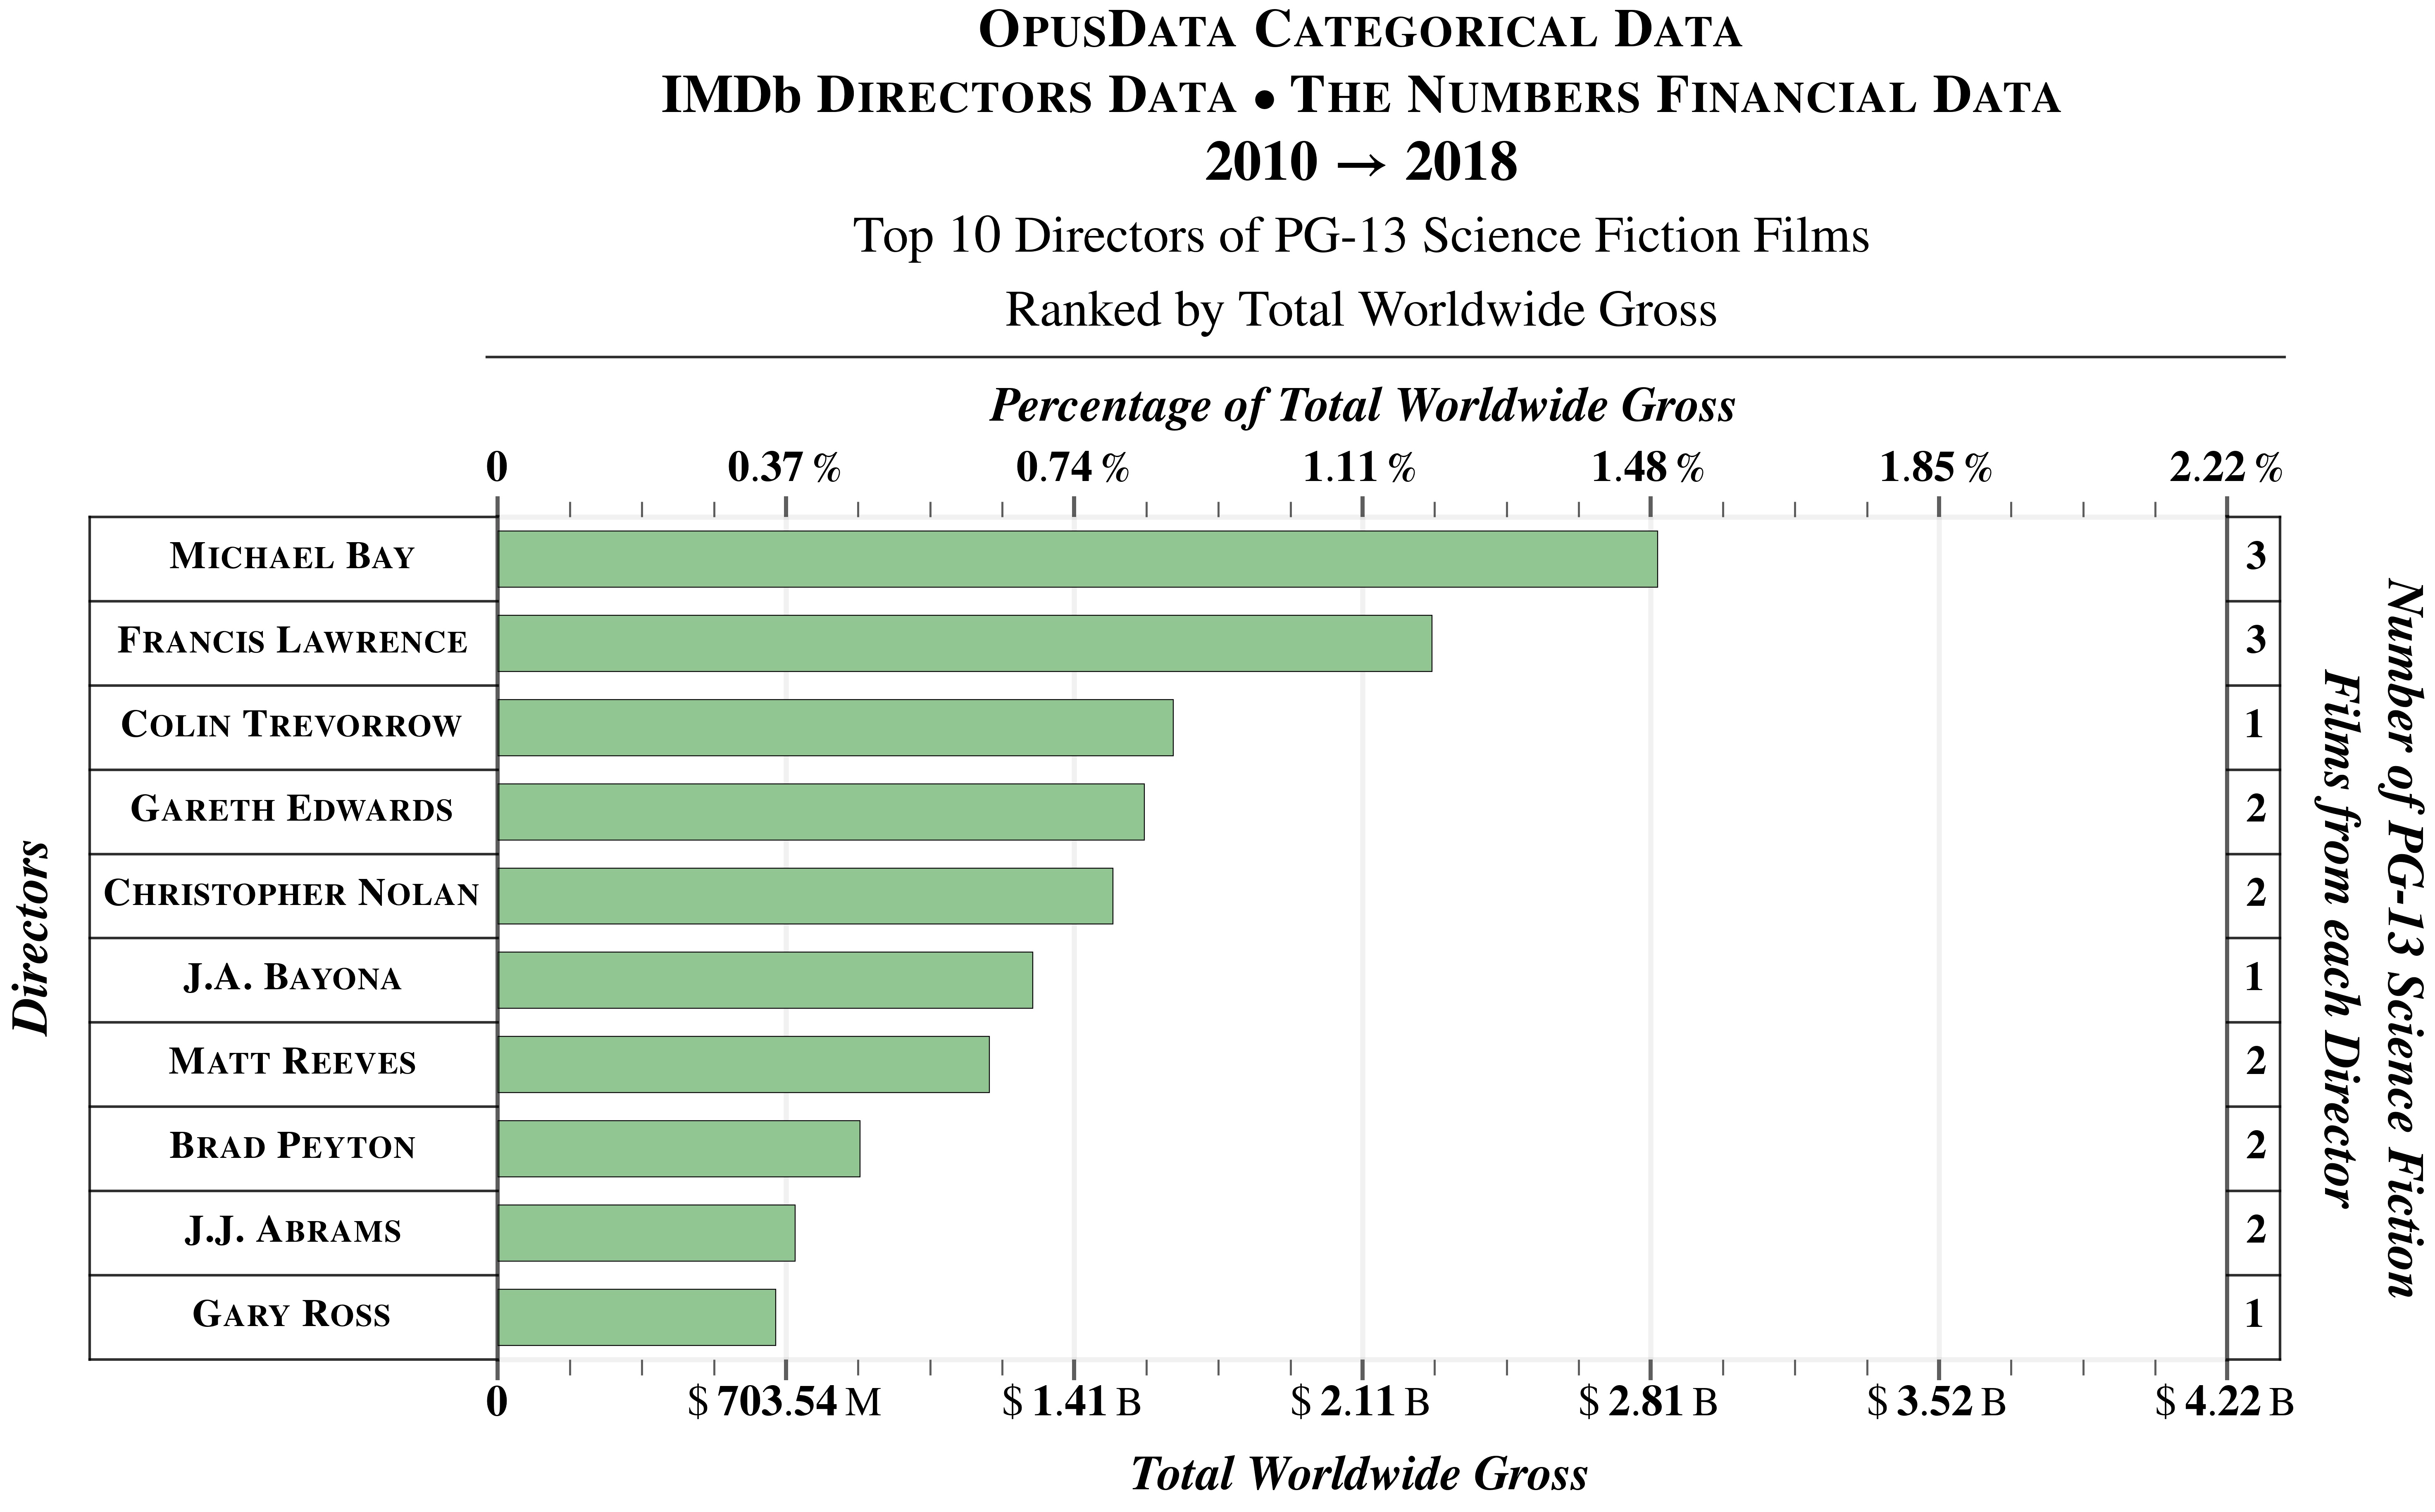 OpusData Categorical Data
IMDb Directors Data • The Numbers Financial Data
2010 → 2018
Top 10 Directors of PG-13 Science Fiction Films
Ranked by Total Worldwide Gross
Percentage of Total Worldwide Gross
0 0.37 % 0.74 % 1.11 % 1.48 % 1.85 % 2.22 %
Directors
Michael Bay 3
Francis Lawrence 3
Colin Trevorrow 1
Gareth Edwards 2
Christopher Nolan 2
J.A. Bayona 1
Matt Reeves 2
Brad Peyton 2
J.J. Abrams 2
Gary Ross 1
Number of PG-13 Science Fiction
Films from each Director
0 $ 703.54 M $ 1.41 B $ 2.11 B $ 2.81 B $ 3.52 B $ 4.22 B
Total Worldwide Gross